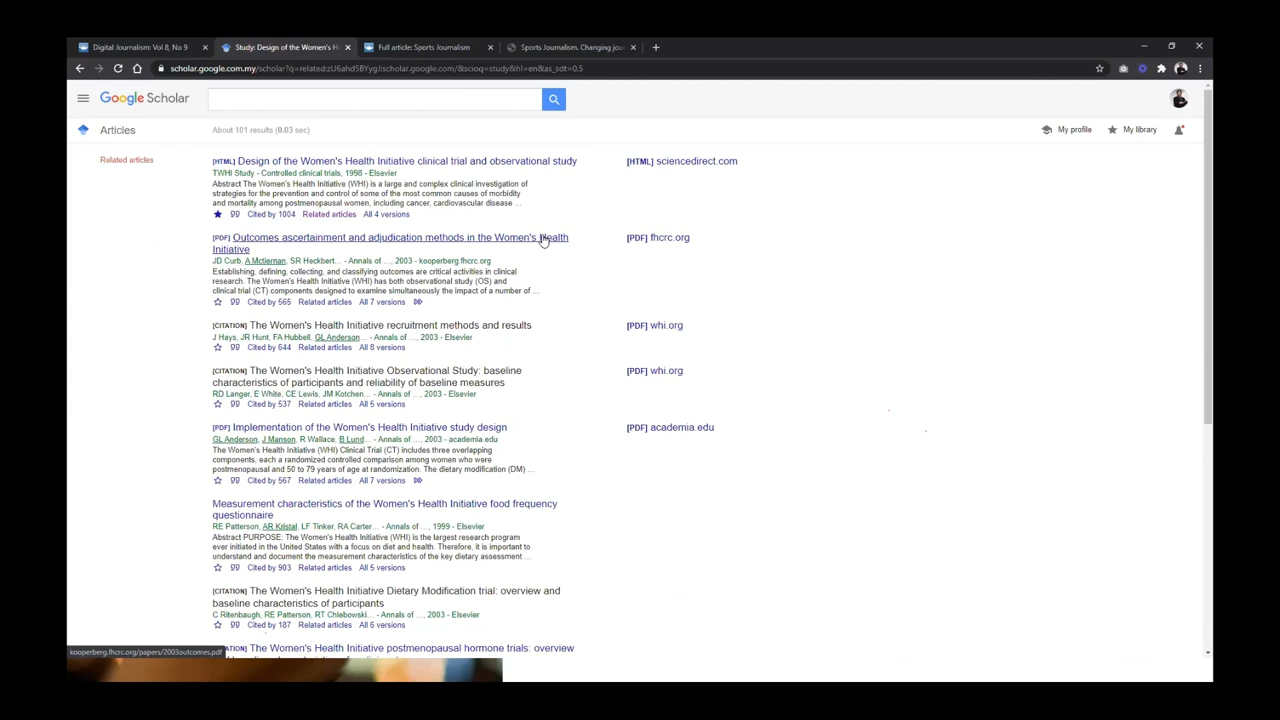 Digital Journalism: Vol 8, No 9
Study: Design of the Women's H
Full article: Sports Journalism
Sports Journalism. Changing jou
scholar.google.com.my/scholar?q=related:zU6ahd5BYygJ:scholar.google.com/&scioq=study&hl=en&as_sdt=0,5
Google Scholar
Articles
About 101 results (0.03 sec)
My profile
My library
Related articles
[HTML] Design of the Women's Health Initiative clinical trial and observational study
[HTML] sciencedirect.com
TWHI Study - Controlled clinical trials, 1998 - Elsevier
Abstract The Women's Health Initiative (WHI) is a large and complex clinical investigation of
strategies for the prevention and control of some of the most common causes of morbidity
and mortality among postmenopausal women, including cancer, cardiovascular disease ...
Cited by 1004 Related articles All 4 versions
[PDF] Outcomes ascertainment and adjudication methods in the Women's Health
Initiative
[PDF] fhcrc.org
JD Curb, A Mctiernan, SR Heckbert... - Annals of ..., 2003 - kooperberg.fhcrc.org
Establishing, defining, collecting, and classifying outcomes are critical activities in clinical
research. The Women's Health Initiative (WHI) has both observational study (OS) and
clinical trial (CT) components designed to examine simultaneously the impact of a number of ...
Cited by 565 Related articles All 7 versions
[CITATION] The Women's Health Initiative recruitment methods and results
[PDF] whi.org
J Hays, JR Hunt, FA Hubbell, GL Anderson... - Annals of ..., 2003 - Elsevier
Cited by 644 Related articles All 8 versions
[CITATION] The Women's Health Initiative Observational Study: baseline
characteristics of participants and reliability of baseline measures
[PDF] whi.org
RD Langer, E White, CE Lewis, JM Kotchen... - Annals of ..., 2003 - Elsevier
Cited by 537 Related articles All 5 versions
[PDF] Implementation of the Women's Health Initiative study design
[PDF] academia.edu
GL Anderson, J Manson, R Wallace, B Lund... - Annals of ..., 2003 - academia.edu
The Women's Health Initiative (WHI) Clinical Trial (CT) includes three overlapping
components, each a randomized controlled comparison among women who were
postmenopausal and 50 to 79 years of age at randomization. The dietary modification (DM) ...
Cited by 567 Related articles All 7 versions
Measurement characteristics of the Women's Health Initiative food frequency
questionnaire
RE Patterson, AR Kristal, LF Tinker, RA Carter... - Annals of ..., 1999 - Elsevier
Abstract PURPOSE: The Women's Health Initiative (WHI) is the largest research program
ever initiated in the United States with a focus on diet and health. Therefore, it is important to
understand and document the measurement characteristics of the key dietary assessment ...
Cited by 903 Related articles All 5 versions
[CITATION] The Women's Health Initiative Dietary Modification trial: overview and
baseline characteristics of participants
C Ritenbaugh, RE Patterson, RT Chlebowski... - Annals of ..., 2003 - Elsevier
Cited by 187 Related articles All 6 versions
The Women's Health Initiative postmenopausal hormone trials: overview
kooperberg.fhcrc.org/papers/2003outcomes.pdf